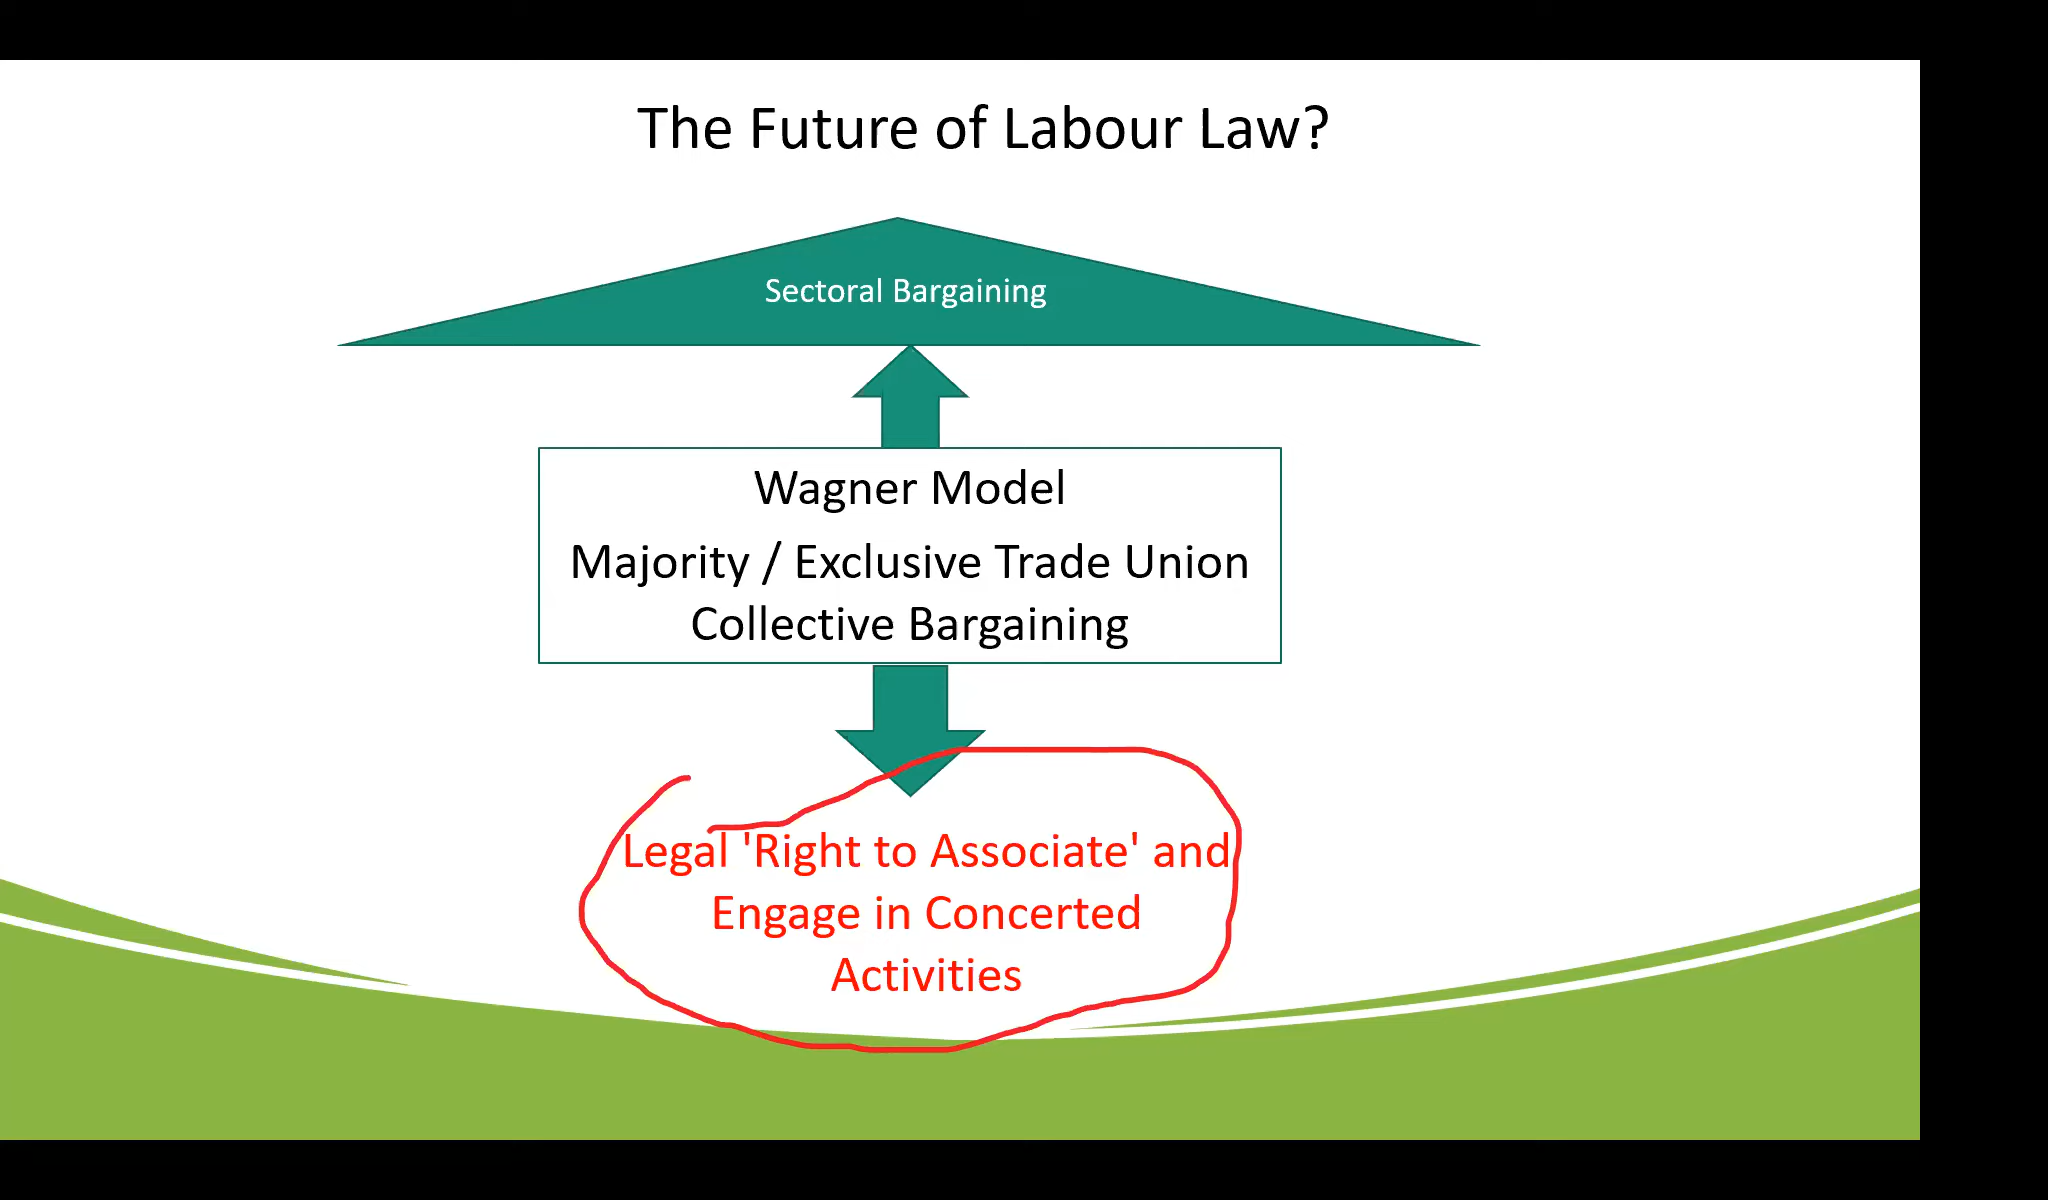 The Future of Labour Law?
Sectoral Bargaining
Wagner Model
Majority / Exclusive Trade Union
Collective Bargaining
Legal 'Right to Associate' and
Engage in Concerted
Activities